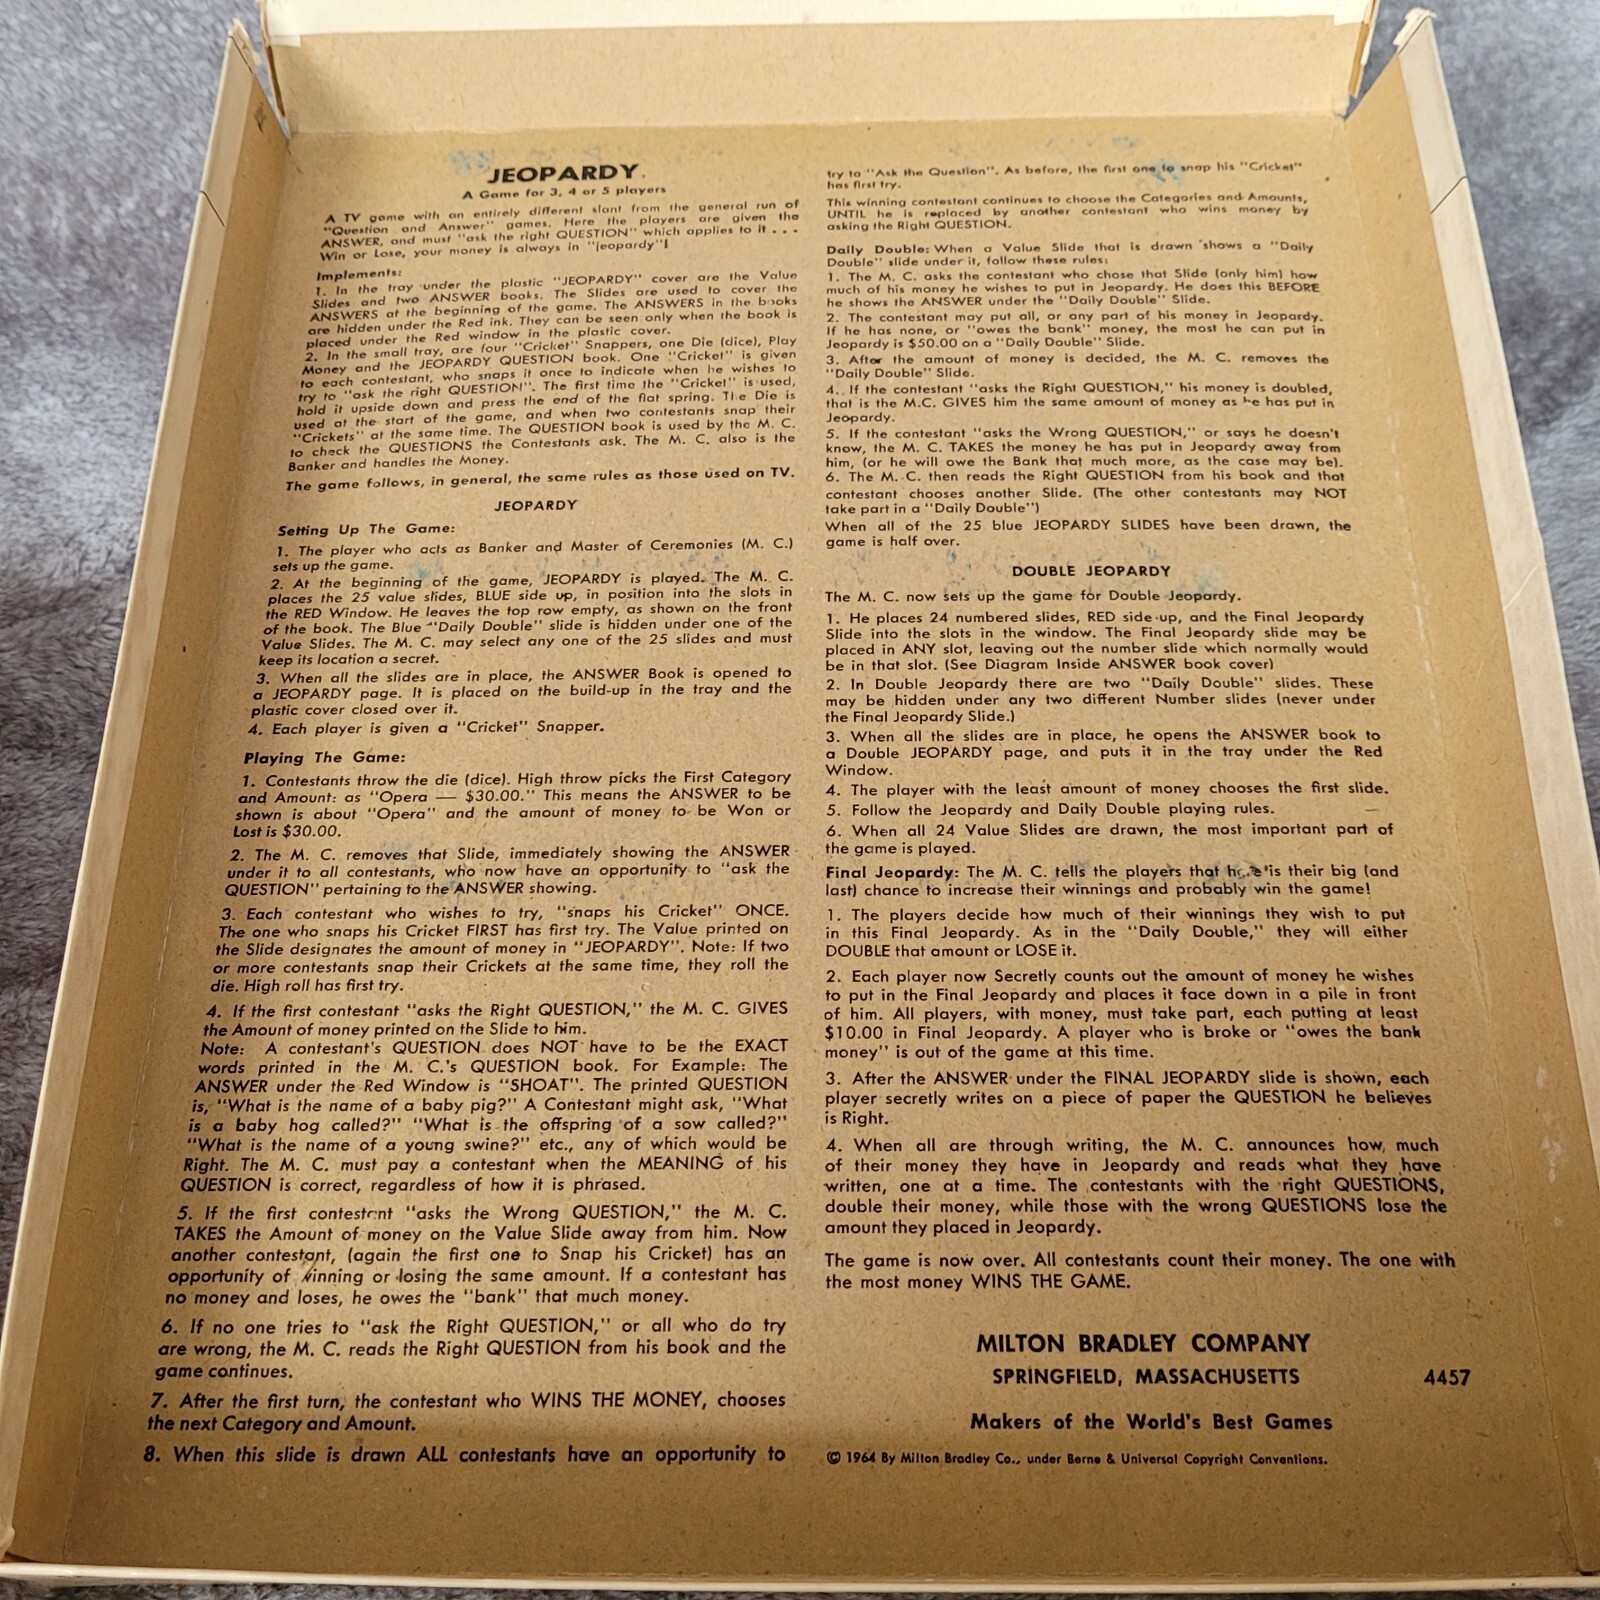 JEOPARDY
A Game for 3, 4 or 5 players
A TV game with an entirely different slant from the general run of
"Question and Answer" games. Here the players are given the
ANSWER, and must "ask the right QUESTION" which applies to it . . .
Win or Lose, your money is always in "jeopardy"!
Implements:
1. In the tray under the plastic "JEOPARDY" cover are the Value
Slides and two ANSWER books. The Slides are used to cover the
ANSWERS at the beginning of the game. The ANSWERS in the books
are hidden under the Red ink. They can be seen only when the book is
placed under the Red window in the plastic cover.
2. In the small tray, are four "Cricket" Snappers, one Die (dice), Play
Money and the JEOPARDY QUESTION book. One "Cricket" is given
to each contestant, who snaps it once to indicate when he wishes to
try to "ask the right QUESTION". The first time the "Cricket" is used,
hold it upside down and press the end of the flat spring. The Die is
used at the start of the game, and when two contestants snap their
"Crickets" at the same time. The QUESTION book is used by the M. C.
to check the QUESTIONS the Contestants ask. The M. C. also is the
Banker and handles the Money.
The game follows, in general, the same rules as those used on TV.
JEOPARDY
Setting Up The Game:
1. The player who acts as Banker and Master of Ceremonies (M. C.)
sets up the game.
2. At the beginning of the game, JEOPARDY is played. The M. C.
places the 25 value slides, BLUE side up, in position into the slots in
the RED Window. He leaves the top row empty, as shown on the front
of the book. The Blue "Daily Double" slide is hidden under one of the
Value Slides. The M. C. may select any one of the 25 slides and must
keep its location a secret.
3. When all the slides are in place, the ANSWER Book is opened to
a JEOPARDY page. It is placed on the build-up in the tray and the
plastic cover closed over it.
4. Each player is given a "Cricket" Snapper.
Playing The Game:
1. Contestants throw the die (dice). High throw picks the First Category
and Amount: as "Opera — $30.00." This means the ANSWER to be
shown is about "Opera" and the amount of money to be Won or
Lost is $30.00.
2. The M. C. removes that Slide, immediately showing the ANSWER
under it to all contestants, who now have an opportunity to "ask the
QUESTION" pertaining to the ANSWER showing.
3. Each contestant who wishes to try, "snaps his Cricket" ONCE.
The one who snaps his Cricket FIRST has first try. The Value printed on
the Slide designates the amount of money in "JEOPARDY". Note: If two
or more contestants snap their Crickets at the same time, they roll the
die. High roll has first try.
4. If the first contestant "asks the Right QUESTION," the M. C. GIVES
the Amount of money printed on the Slide to him.
Note: A contestant's QUESTION does NOT have to be the EXACT
words printed in the M. C.'s QUESTION book. For Example: The
ANSWER under the Red Window is "SHOAT". The printed QUESTION
is, "What is the name of a baby pig?" A Contestant might ask, "What
is a baby hog called?" "What is the offspring of a sow called?"
"What is the name of a young swine?" etc., any of which would be
Right. The M. C. must pay a contestant when the MEANING of his
QUESTION is correct, regardless of how it is phrased.
5. If the first contestant "asks the Wrong QUESTION," the M. C.
TAKES the Amount of money on the Value Slide away from him. Now
another contestant, (again the first one to Snap his Cricket) has an
opportunity of winning or losing the same amount. If a contestant has
no money and loses, he owes the "bank" that much money.
6. If no one tries to "ask the Right QUESTION," or all who do try
are wrong, the M. C. reads the Right QUESTION from his book and the
game continues.
7. After the first turn, the contestant who WINS THE MONEY, chooses
the next Category and Amount.
8. When this slide is drawn ALL contestants have an opportunity to
try to "Ask the Question". As before, the first one to snap his "Cricket"
has first try.
This winning contestant continues to choose the Categories and Amounts,
UNTIL he is replaced by another contestant who wins money by
asking the Right QUESTION.
Daily Double: When a Value Slide that is drawn shows a "Daily
Double" slide under it, follow these rules:
1. The M. C. asks the contestant who chose that Slide (only him) how
much of his money he wishes to put in Jeopardy. He does this BEFORE
he shows the ANSWER under the "Daily Double" Slide.
2. The contestant may put all, or any part of his money in Jeopardy.
If he has none, or "owes the bank" money, the most he can put in
Jeopardy is $50.00 on a "Daily Double" Slide.
3. After the amount of money is decided, the M. C. removes the
"Daily Double" Slide.
4. If the contestant "asks the Right QUESTION," his money is doubled,
that is the M.C. GIVES him the same amount of money as he has put in
Jeopardy.
5. If the contestant "asks the Wrong QUESTION," or says he doesn't
know, the M. C. TAKES the money he has put in Jeopardy away from
him, (or he will owe the Bank that much more, as the case may be).
6. The M. C. then reads the Right QUESTION from his book and that
contestant chooses another Slide. (The other contestants may NOT
take part in a "Daily Double")
When all of the 25 blue JEOPARDY SLIDES have been drawn, the
game is half over.
DOUBLE JEOPARDY
The M. C. now sets up the game for Double Jeopardy.
1. He places 24 numbered slides, RED side up, and the Final Jeopardy
Slide into the slots in the window. The Final Jeopardy slide may be
placed in ANY slot, leaving out the number slide which normally would
be in that slot. (See Diagram Inside ANSWER book cover)
2. In Double Jeopardy there are two "Daily Double" slides. These
may be hidden under any two different Number slides (never under
the Final Jeopardy Slide.)
3. When all the slides are in place, he opens the ANSWER book to
a Double JEOPARDY page, and puts it in the tray under the Red
Window.
4. The player with the least amount of money chooses the first slide.
5. Follow the Jeopardy and Daily Double playing rules.
6. When all 24 Value Slides are drawn, the most important part of
the game is played.
Final Jeopardy: The M. C. tells the players that here is their big (and
last) chance to increase their winnings and probably win the game!
1. The players decide how much of their winnings they wish to put
in this Final Jeopardy. As in the "Daily Double," they will either
DOUBLE that amount or LOSE it.
2. Each player now Secretly counts out the amount of money he wishes
to put in the Final Jeopardy and places it face down in a pile in front
of him. All players, with money, must take part, each putting at least
$10.00 in Final Jeopardy. A player who is broke or "owes the bank
money" is out of the game at this time.
3. After the ANSWER under the FINAL JEOPARDY slide is shown, each
player secretly writes on a piece of paper the QUESTION he believes
is Right.
4. When all are through writing, the M. C. announces how much
of their money they have in Jeopardy and reads what they have
written, one at a time. The contestants with the right QUESTIONS,
double their money, while those with the wrong QUESTIONS lose the
amount they placed in Jeopardy.
The game is now over. All contestants count their money. The one with
the most money WINS THE GAME.
MILTON BRADLEY COMPANY
SPRINGFIELD, MASSACHUSETTS 4457
Makers of the World's Best Games
© 1964 By Milton Bradley Co., under Berne & Universal Copyright Conventions.